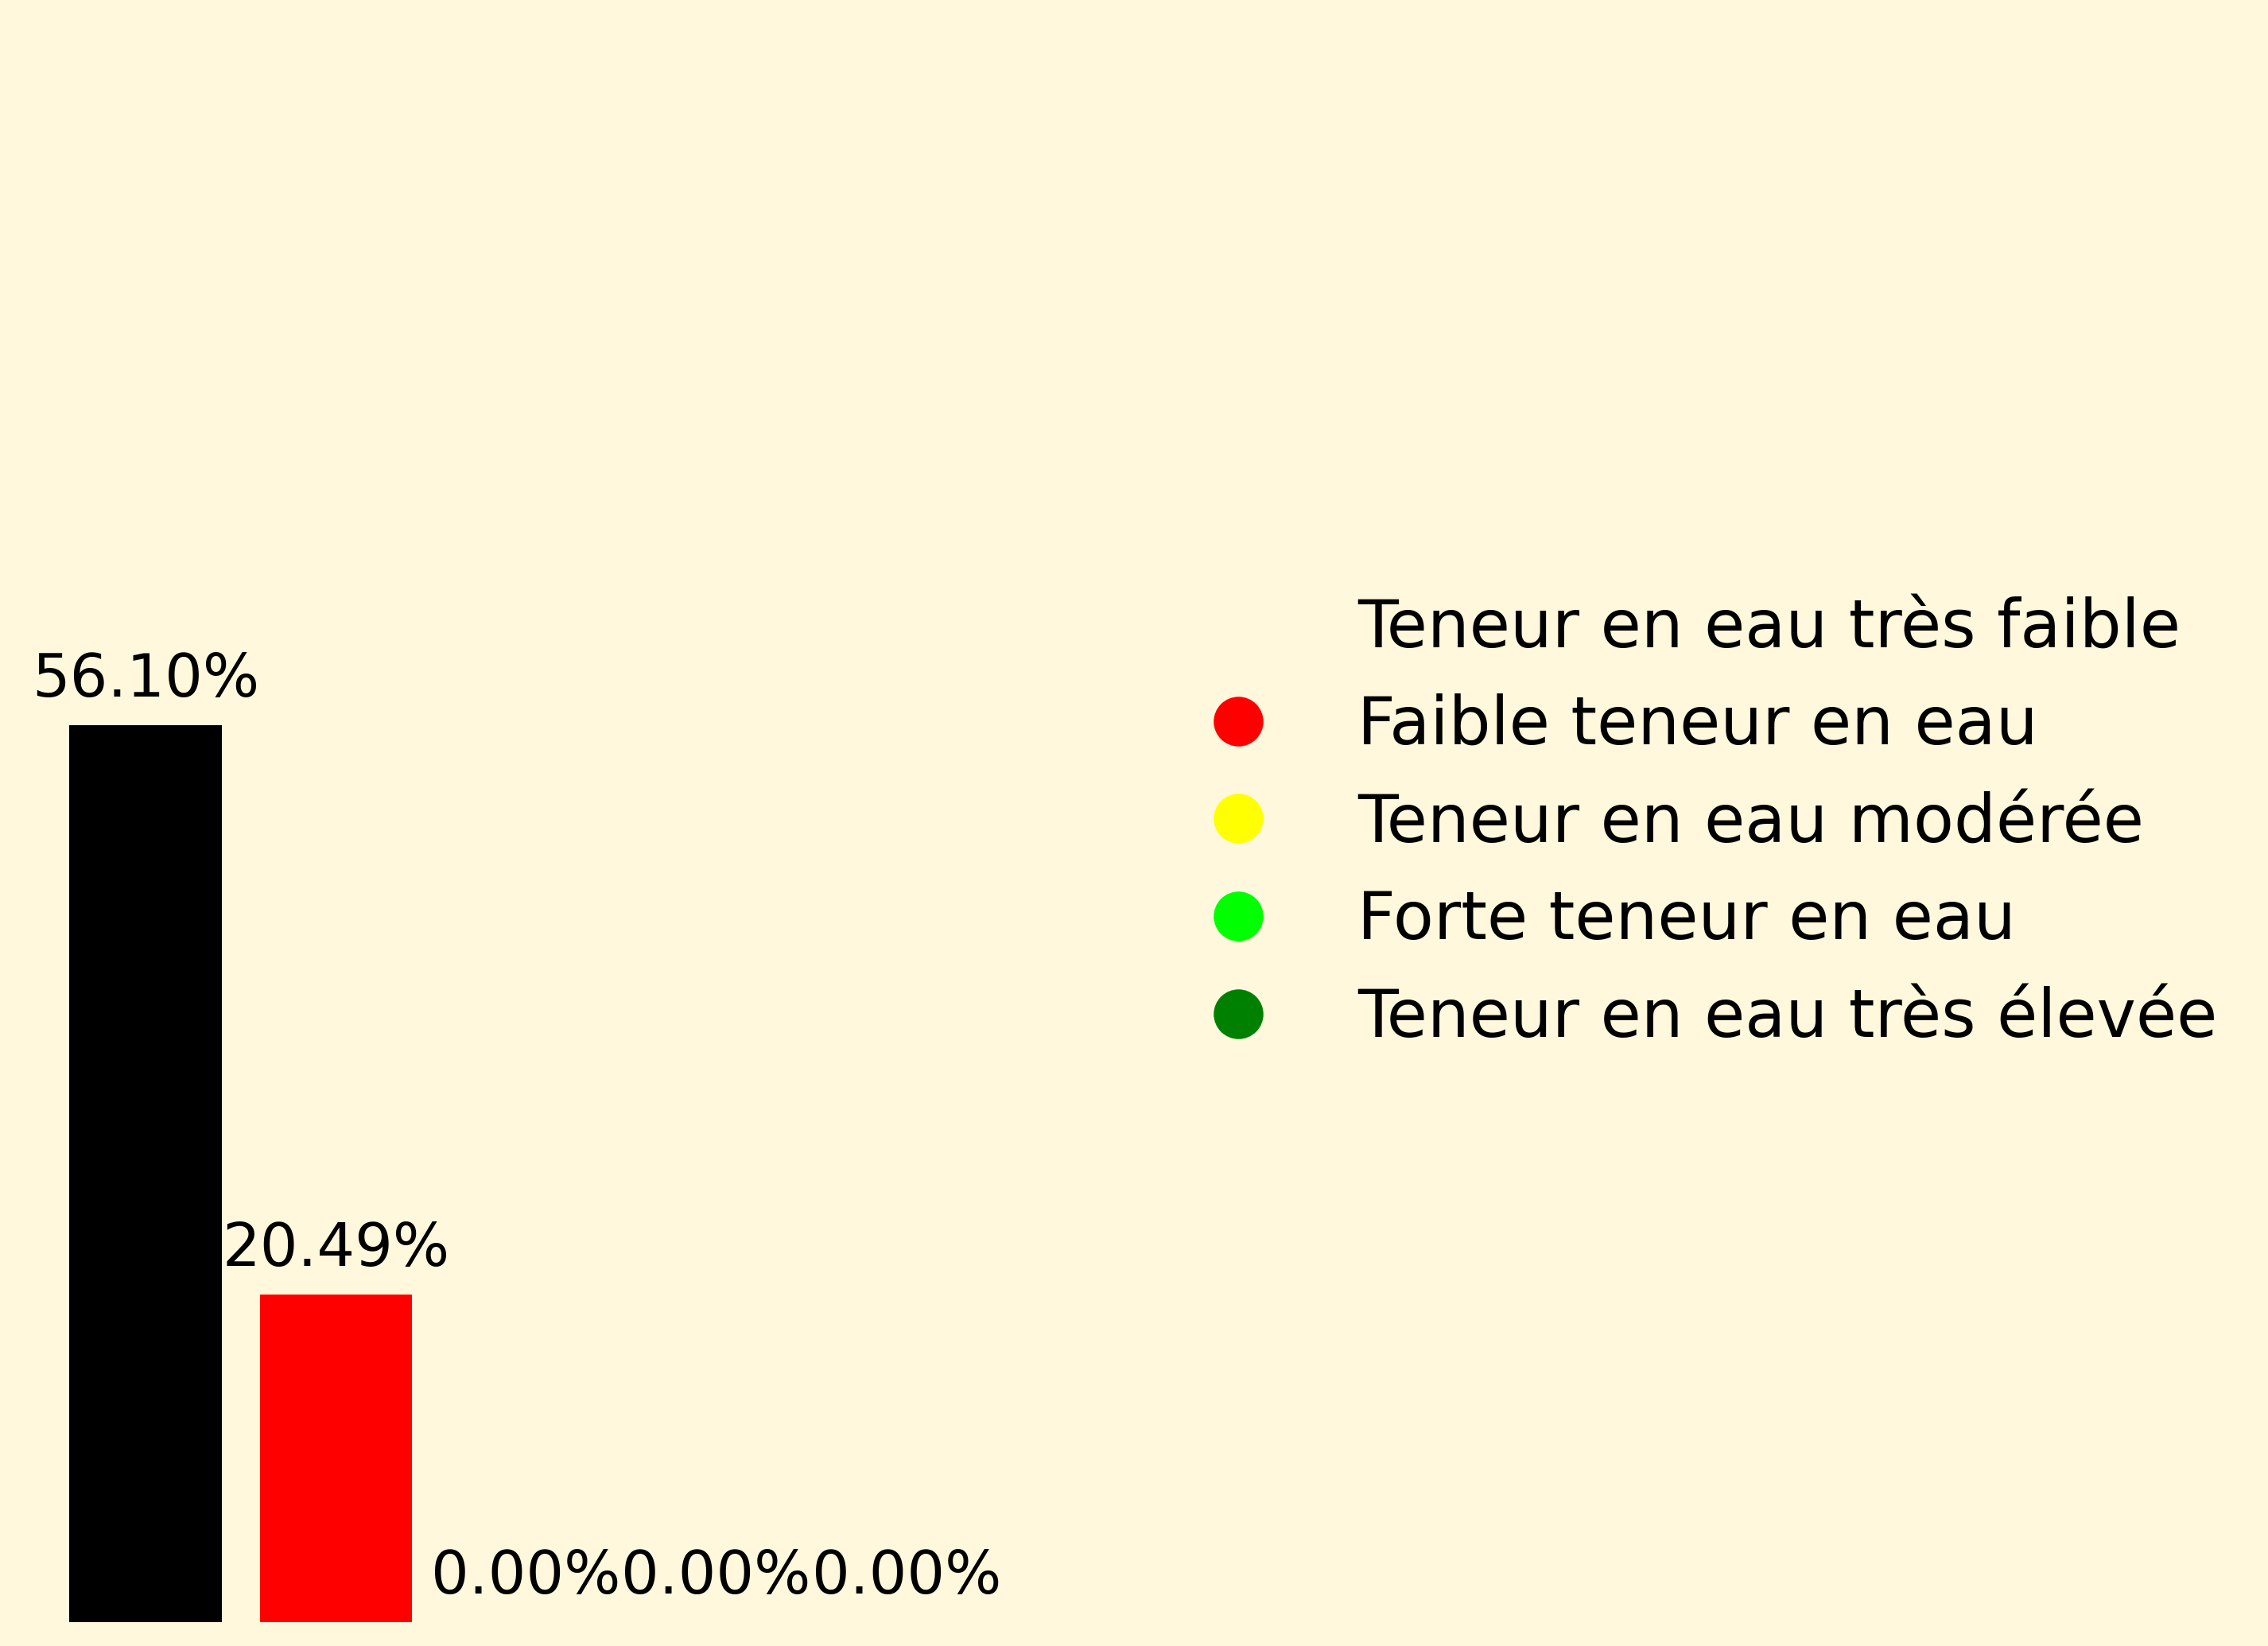 Teneur en eau très faible
56.10%
Faible teneur en eau
Teneur en eau modérée
Forte teneur en eau
Teneur en eau très élevée
20.49%
0.00%0.00%0.00%